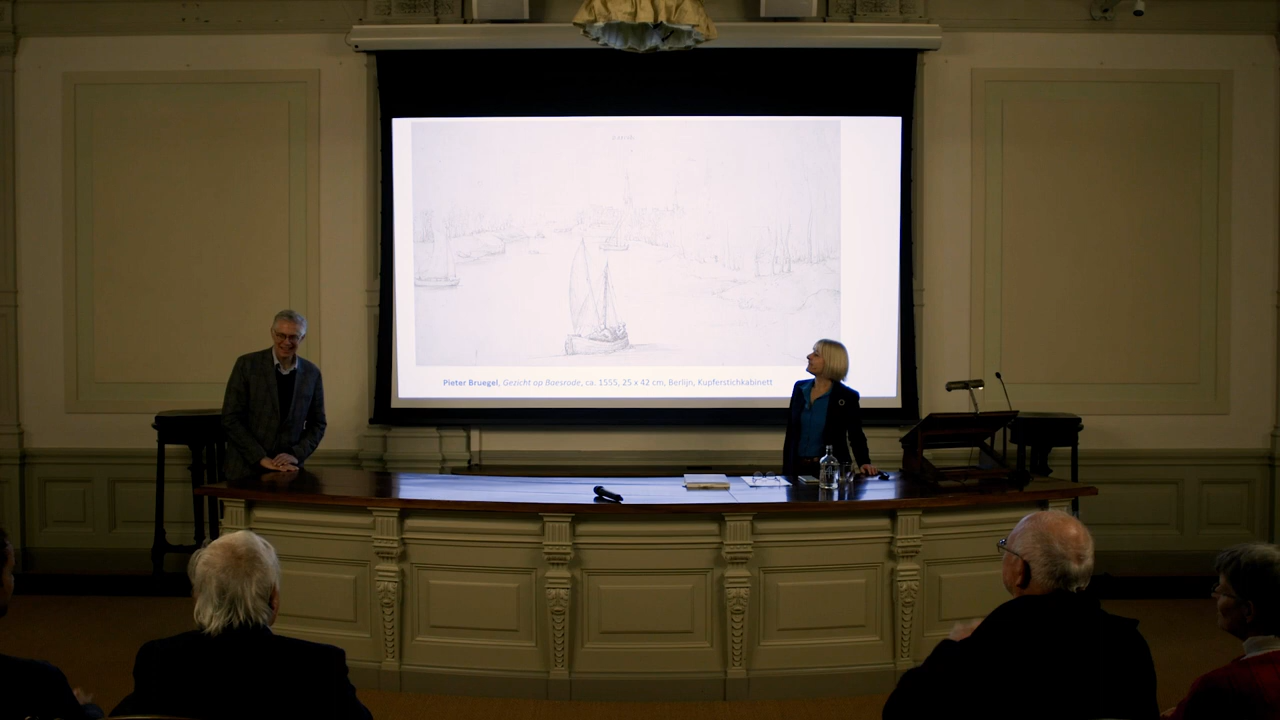 Pieter Bruegel, Gezicht op Baesrode, ca. 1555, 25 x 42 cm, Berlijn, Kupferstichkabinett